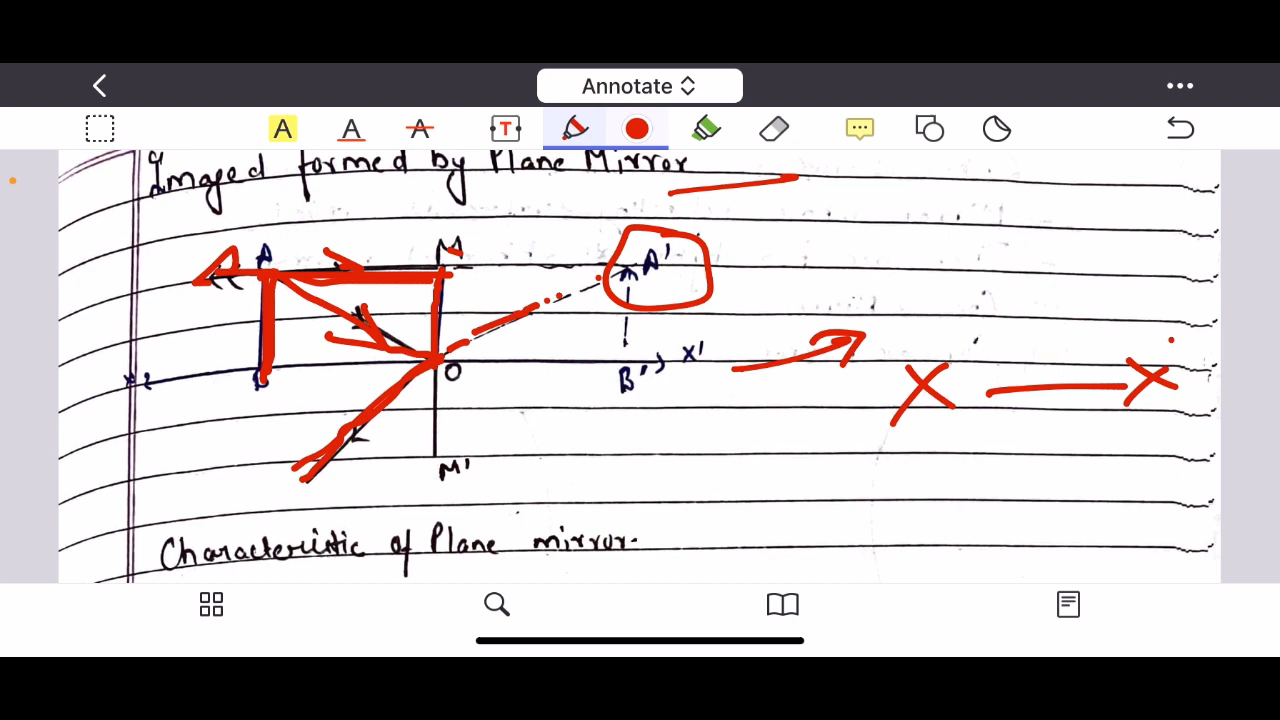 Annotate
A A A T
Imaged formed by Plane Mirror
A M A'
O X'
B'
M'
Characteristic of Plane mirror.